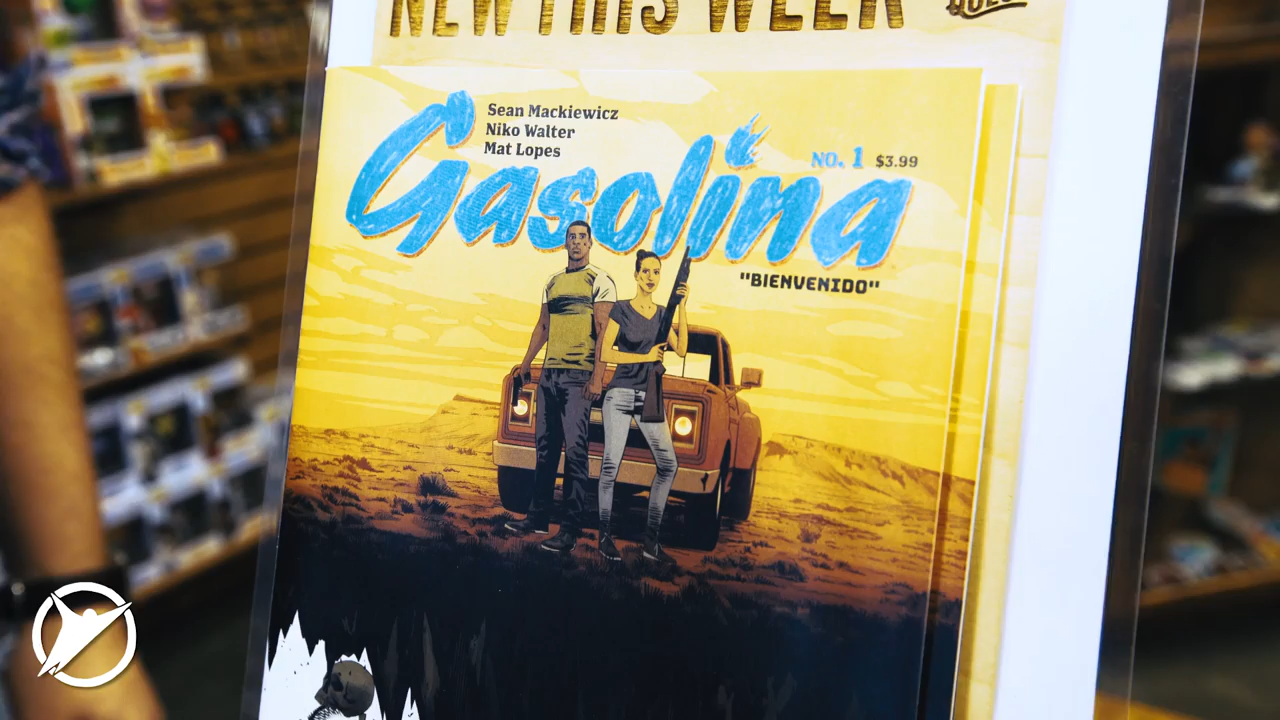 NEW THIS WEEK
Sean Mackiewicz
Niko Walter
Mat Lopes
Gasolina
NO. 1 $3.99
"BIENVENIDO"